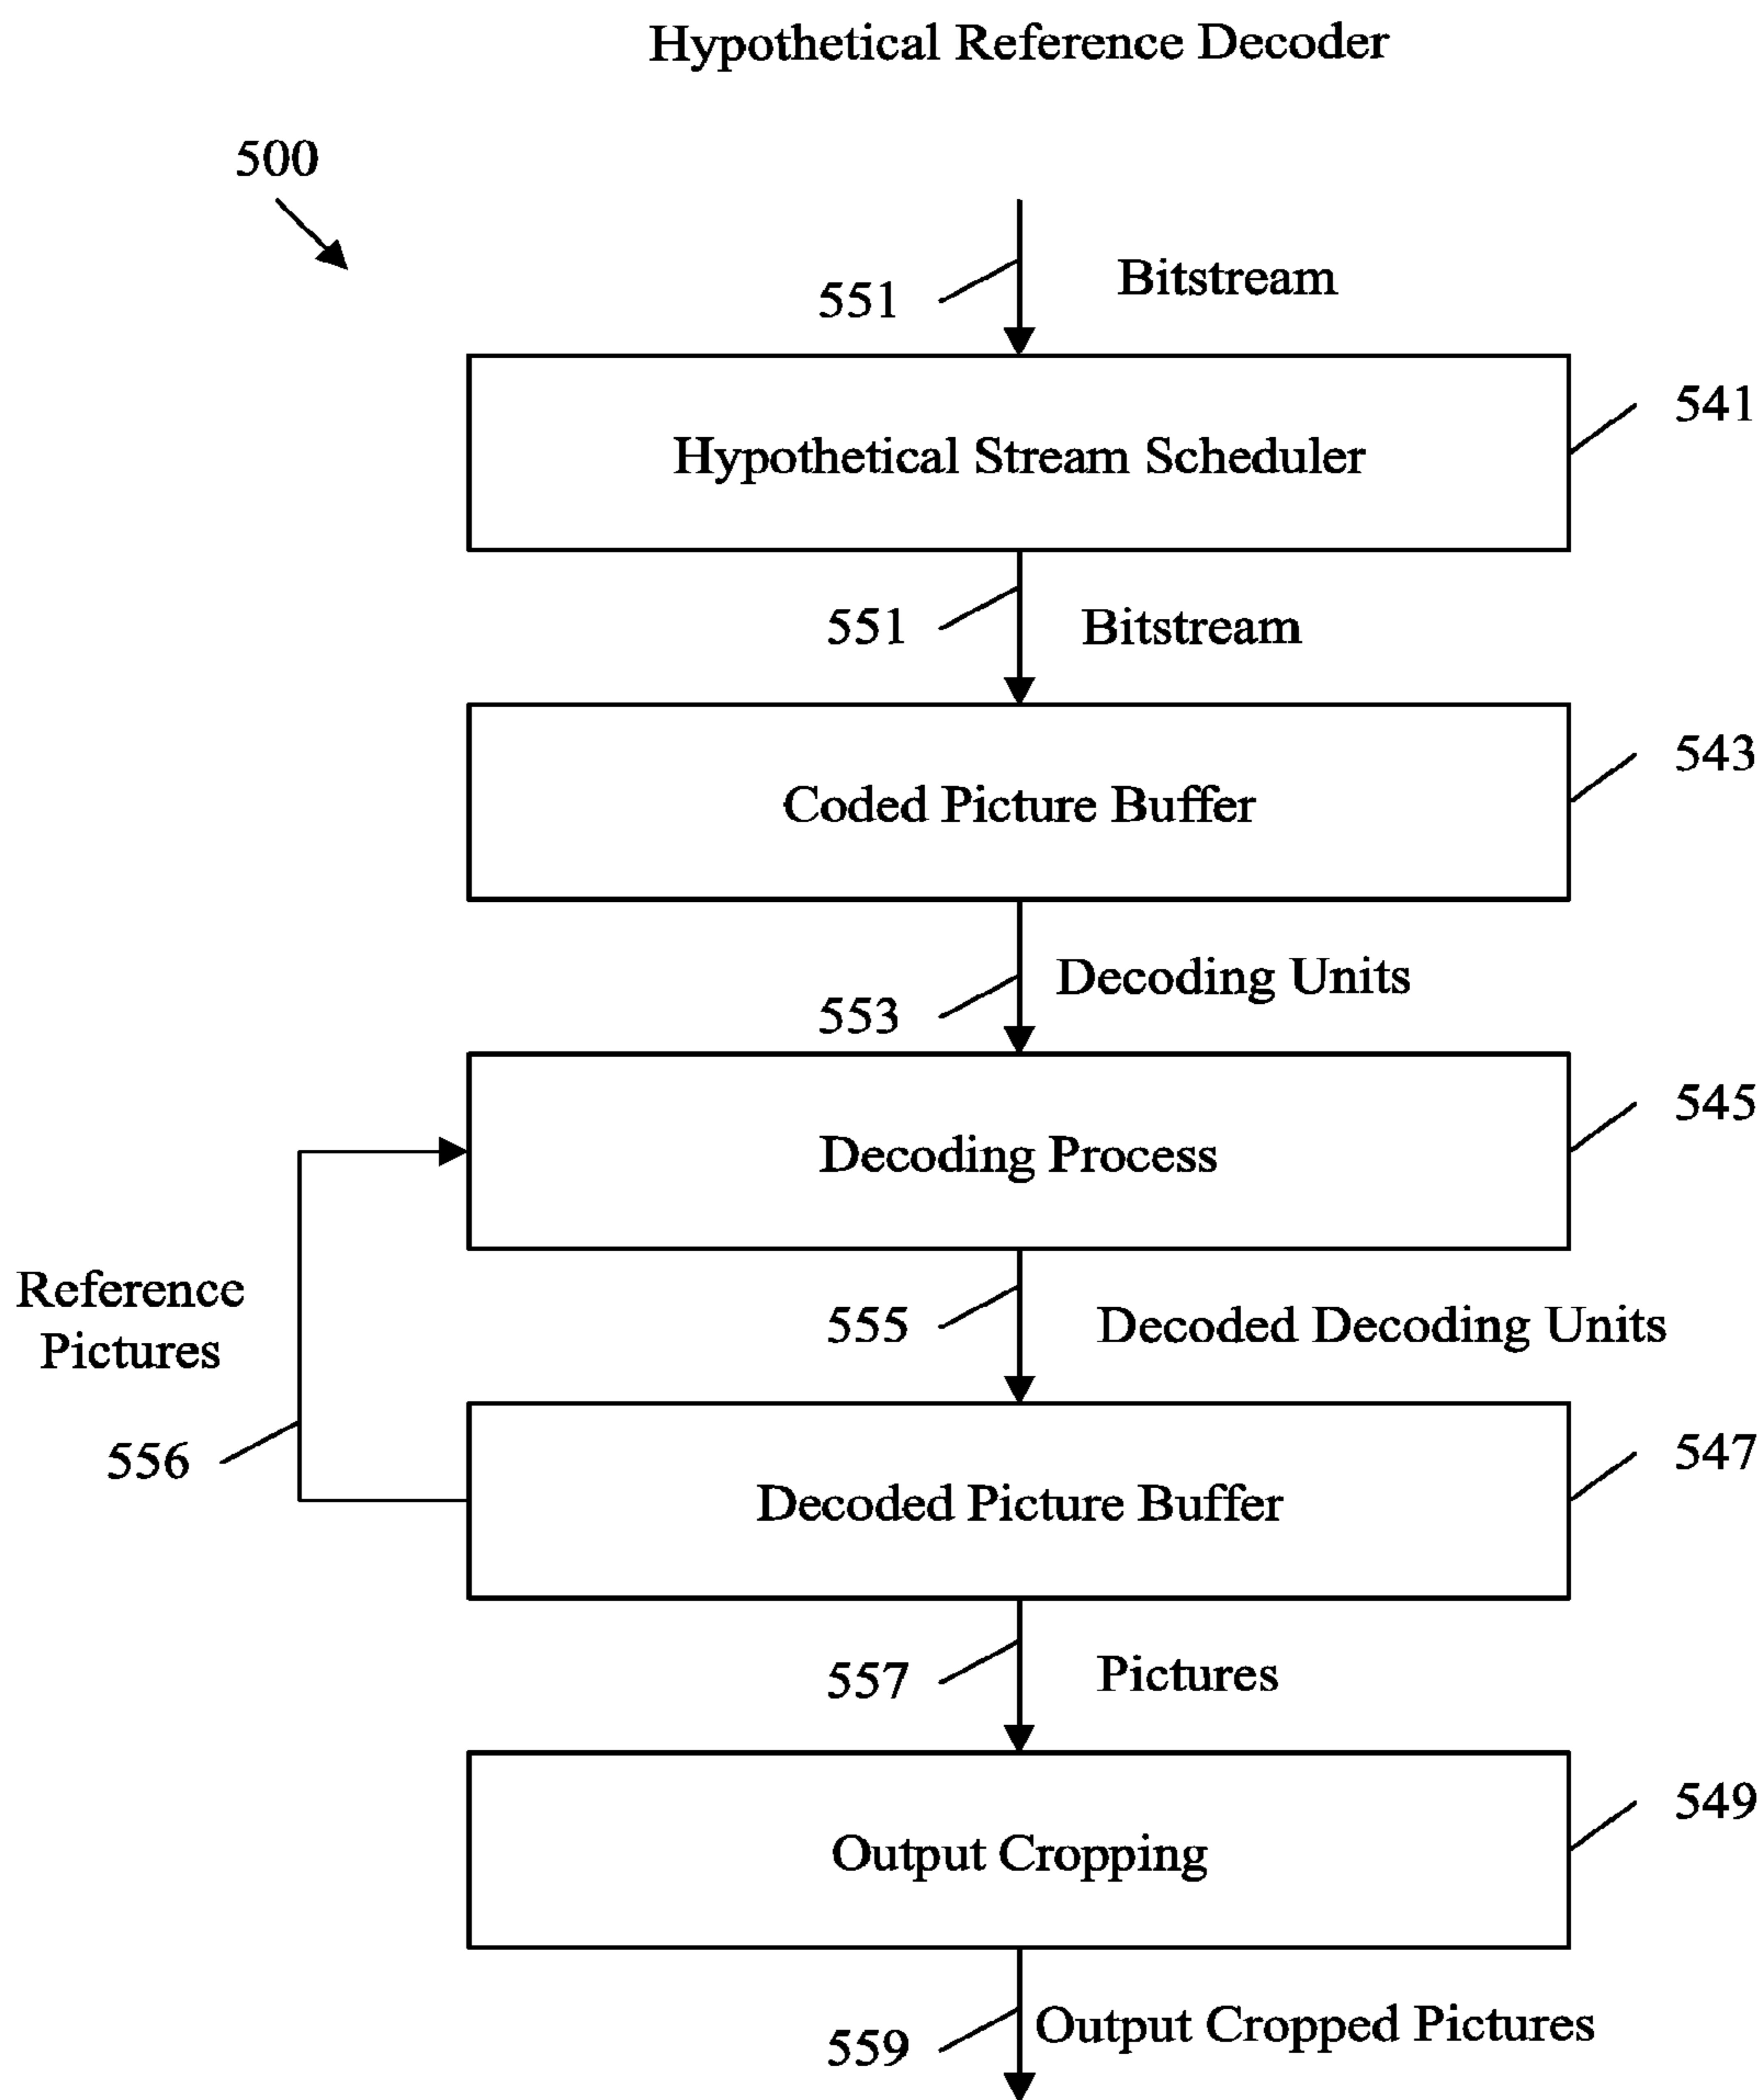 Hypothetical Reference Decoder
500
551
Bitstream
541
Hypothetical Stream Scheduler
551
Bitstream
543
Coded Picture Buffer
553
Decoding Units
545
Decoding Process
Reference
Pictures
556
555
Decoded Decoding Units
547
Decoded Picture Buffer
557
Pictures
549
Output Cropping
559
Output Cropped Pictures